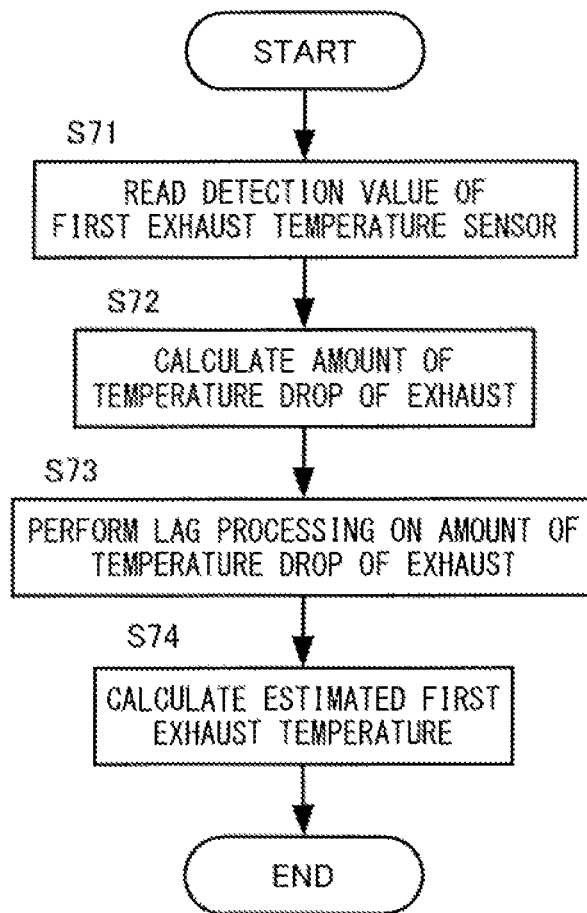 START
S71
READ DETECTION VALUE OF
FIRST EXHAUST TEMPERATURE SENSOR
S72
CALCULATE AMOUNT OF
TEMPERATURE DROP OF EXHAUST
S73
PERFORM LAG PROCESSING ON AMOUNT OF
TEMPERATURE DROP OF EXHAUST
S74
CALCULATE ESTIMATED FIRST
EXHAUST TEMPERATURE
END